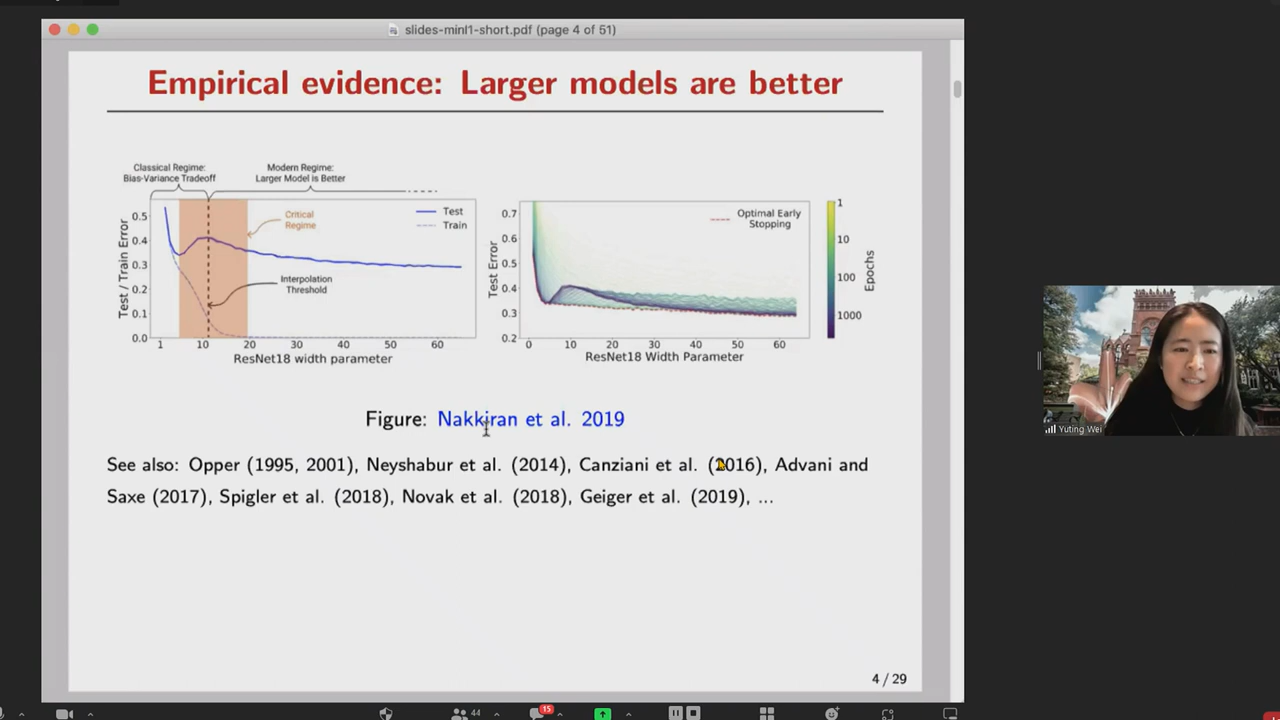 slides-minl1-short.pdf (page 4 of 51)
Empirical evidence: Larger models are better
Classical Regime:
Bias-Variance Tradeoff
Modern Regime:
Larger Model is Better
Critical
Regime
Test
Train
Interpolation
Threshold
Test / Train Error
0.5
0.4
0.3
0.2
0.1
0.0
1
10
20
30
40
50
60
ResNet18 width parameter
Optimal Early
Stopping
Test Error
0.7
0.6
0.5
0.4
0.3
0.2
0
10
20
30
40
50
60
ResNet18 Width Parameter
1
10
100
1000
Epochs
Figure: Nakkiran et al. 2019
See also: Opper (1995, 2001), Neyshabur et al. (2014), Canziani et al. (2016), Advani and
Saxe (2017), Spigler et al. (2018), Novak et al. (2018), Geiger et al. (2019), ...
4 / 29
Yuting Wei
44
15